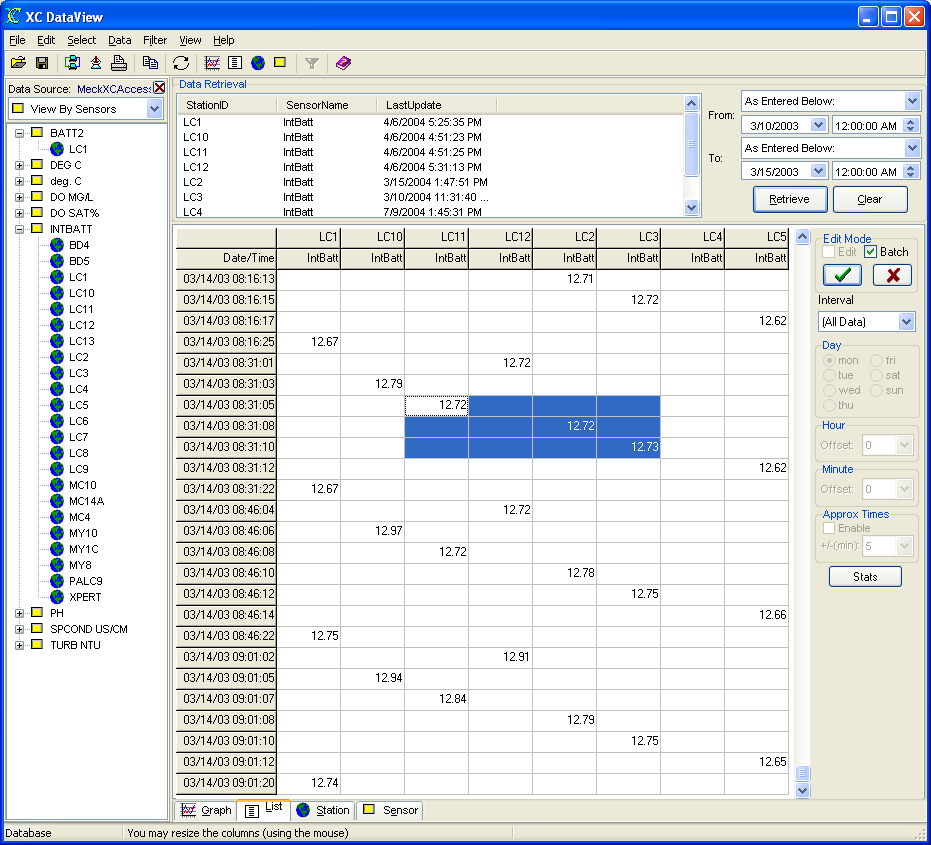 XC DataView
File Edit Select Data Filter View Help
Data Source: MeckXCAccess
View By Sensors
BATT2
LC1
DEG C
deg. C
DO MG/L
DO SAT%
INTBATT
BD4
BD5
LC1
LC10
LC11
LC12
LC13
LC2
LC3
LC4
LC5
LC6
LC7
LC8
LC9
MC10
MC14A
MC4
MY10
MY1C
MY8
PALC9
XPERT
PH
SPCOND US/CM
TURB NTU
Data Retrieval
StationID SensorName LastUpdate
LC1 IntBatt 4/6/2004 5:25:35 PM
LC10 IntBatt 4/6/2004 4:51:23 PM
LC11 IntBatt 4/6/2004 4:51:25 PM
LC12 IntBatt 4/6/2004 5:31:13 PM
LC2 IntBatt 3/15/2004 1:47:51 PM
LC3 IntBatt 3/10/2004 11:31:40 ...
LC4 IntBatt 7/9/2004 1:45:31 PM
From:
As Entered Below:
3/10/2003 12:00:00 AM
To:
As Entered Below:
3/15/2003 12:00:00 AM
Retrieve Clear
LC1 LC10 LC11 LC12 LC2 LC3 LC4 LC5
Date/Time IntBatt IntBatt IntBatt IntBatt IntBatt IntBatt IntBatt IntBatt
03/14/03 08:16:13 12.71
03/14/03 08:16:15 12.72
03/14/03 08:16:17 12.62
03/14/03 08:16:25 12.67
03/14/03 08:31:01 12.72
03/14/03 08:31:03 12.79
03/14/03 08:31:05 12.72
03/14/03 08:31:08 12.72
03/14/03 08:31:10 12.73
03/14/03 08:31:12 12.62
03/14/03 08:31:22 12.67
03/14/03 08:46:04 12.72
03/14/03 08:46:06 12.97
03/14/03 08:46:08 12.72
03/14/03 08:46:10 12.78
03/14/03 08:46:12 12.75
03/14/03 08:46:14 12.66
03/14/03 08:46:22 12.75
03/14/03 09:01:02 12.91
03/14/03 09:01:05 12.94
03/14/03 09:01:07 12.84
03/14/03 09:01:08 12.79
03/14/03 09:01:10 12.75
03/14/03 09:01:12 12.65
03/14/03 09:01:20 12.74
Edit Mode
Edit Batch
Interval
(All Data)
Day
mon fri
tue sat
wed sun
thu
Hour
Offset: 0
Minute
Offset: 0
Approx Times
Enable
+/-(min): 5
Stats
Graph List Station Sensor
Database You may resize the columns (using the mouse)